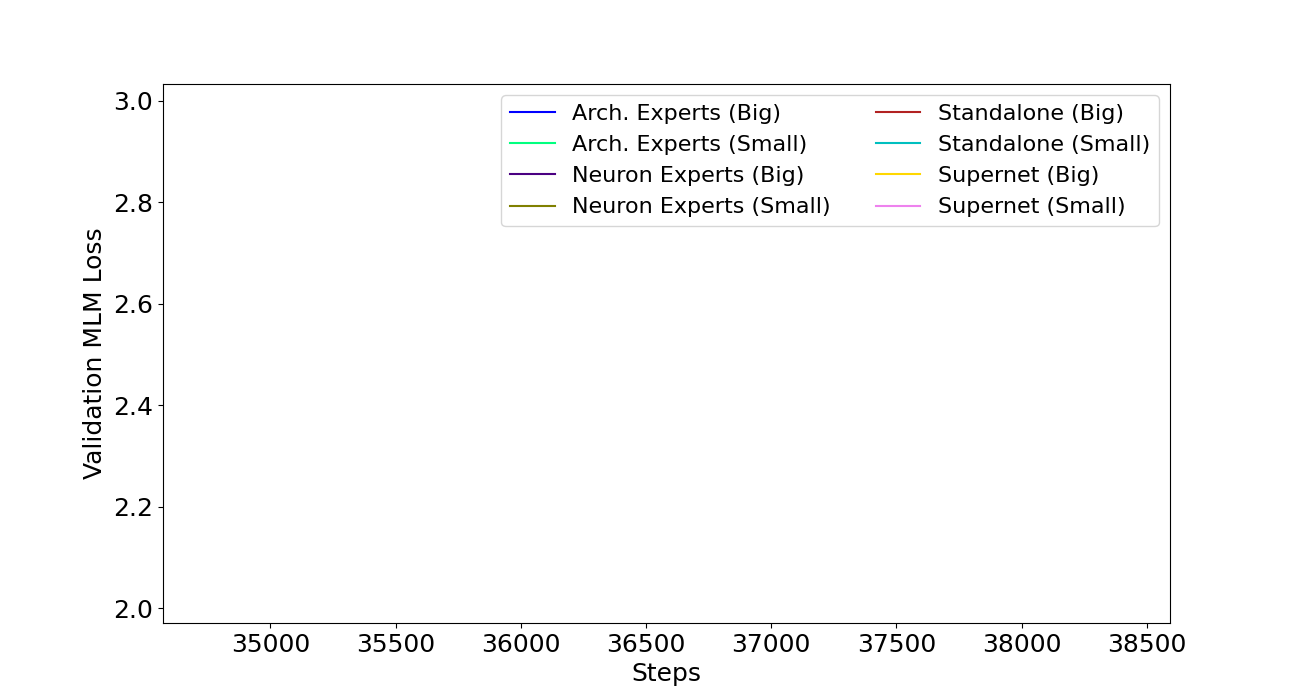 3.0
2.8
2.6
2.4
2.2
2.0
Validation MLM Loss
Arch. Experts (Big)
Arch. Experts (Small)
Neuron Experts (Big)
Neuron Experts (Small)
Standalone (Big)
Standalone (Small)
Supernet (Big)
Supernet (Small)
35000 35500 36000 36500 37000 37500 38000 38500
Steps